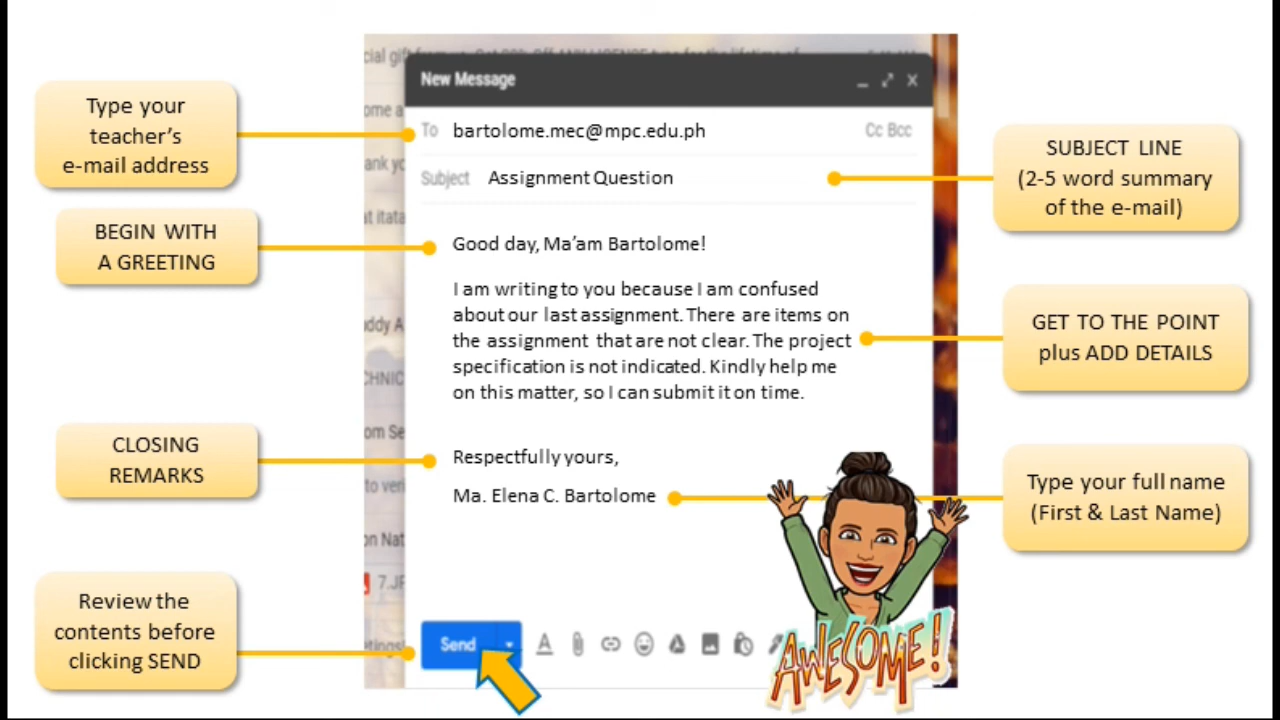 Type your
teacher's
e-mail address
BEGIN WITH
A GREETING
CLOSING
REMARKS
Review the
contents before
clicking SEND
New Message
To bartolome.mec@mpc.edu.ph Cc Bcc
Subject Assignment Question
Good day, Ma'am Bartolome!
I am writing to you because I am confused
about our last assignment. There are items on
the assignment that are not clear. The project
specification is not indicated. Kindly help me
on this matter, so I can submit it on time.
Respectfully yours,
Ma. Elena C. Bartolome
Send
AWESOME!
SUBJECT LINE
(2-5 word summary
of the e-mail)
GET TO THE POINT
plus ADD DETAILS
Type your full name
(First & Last Name)